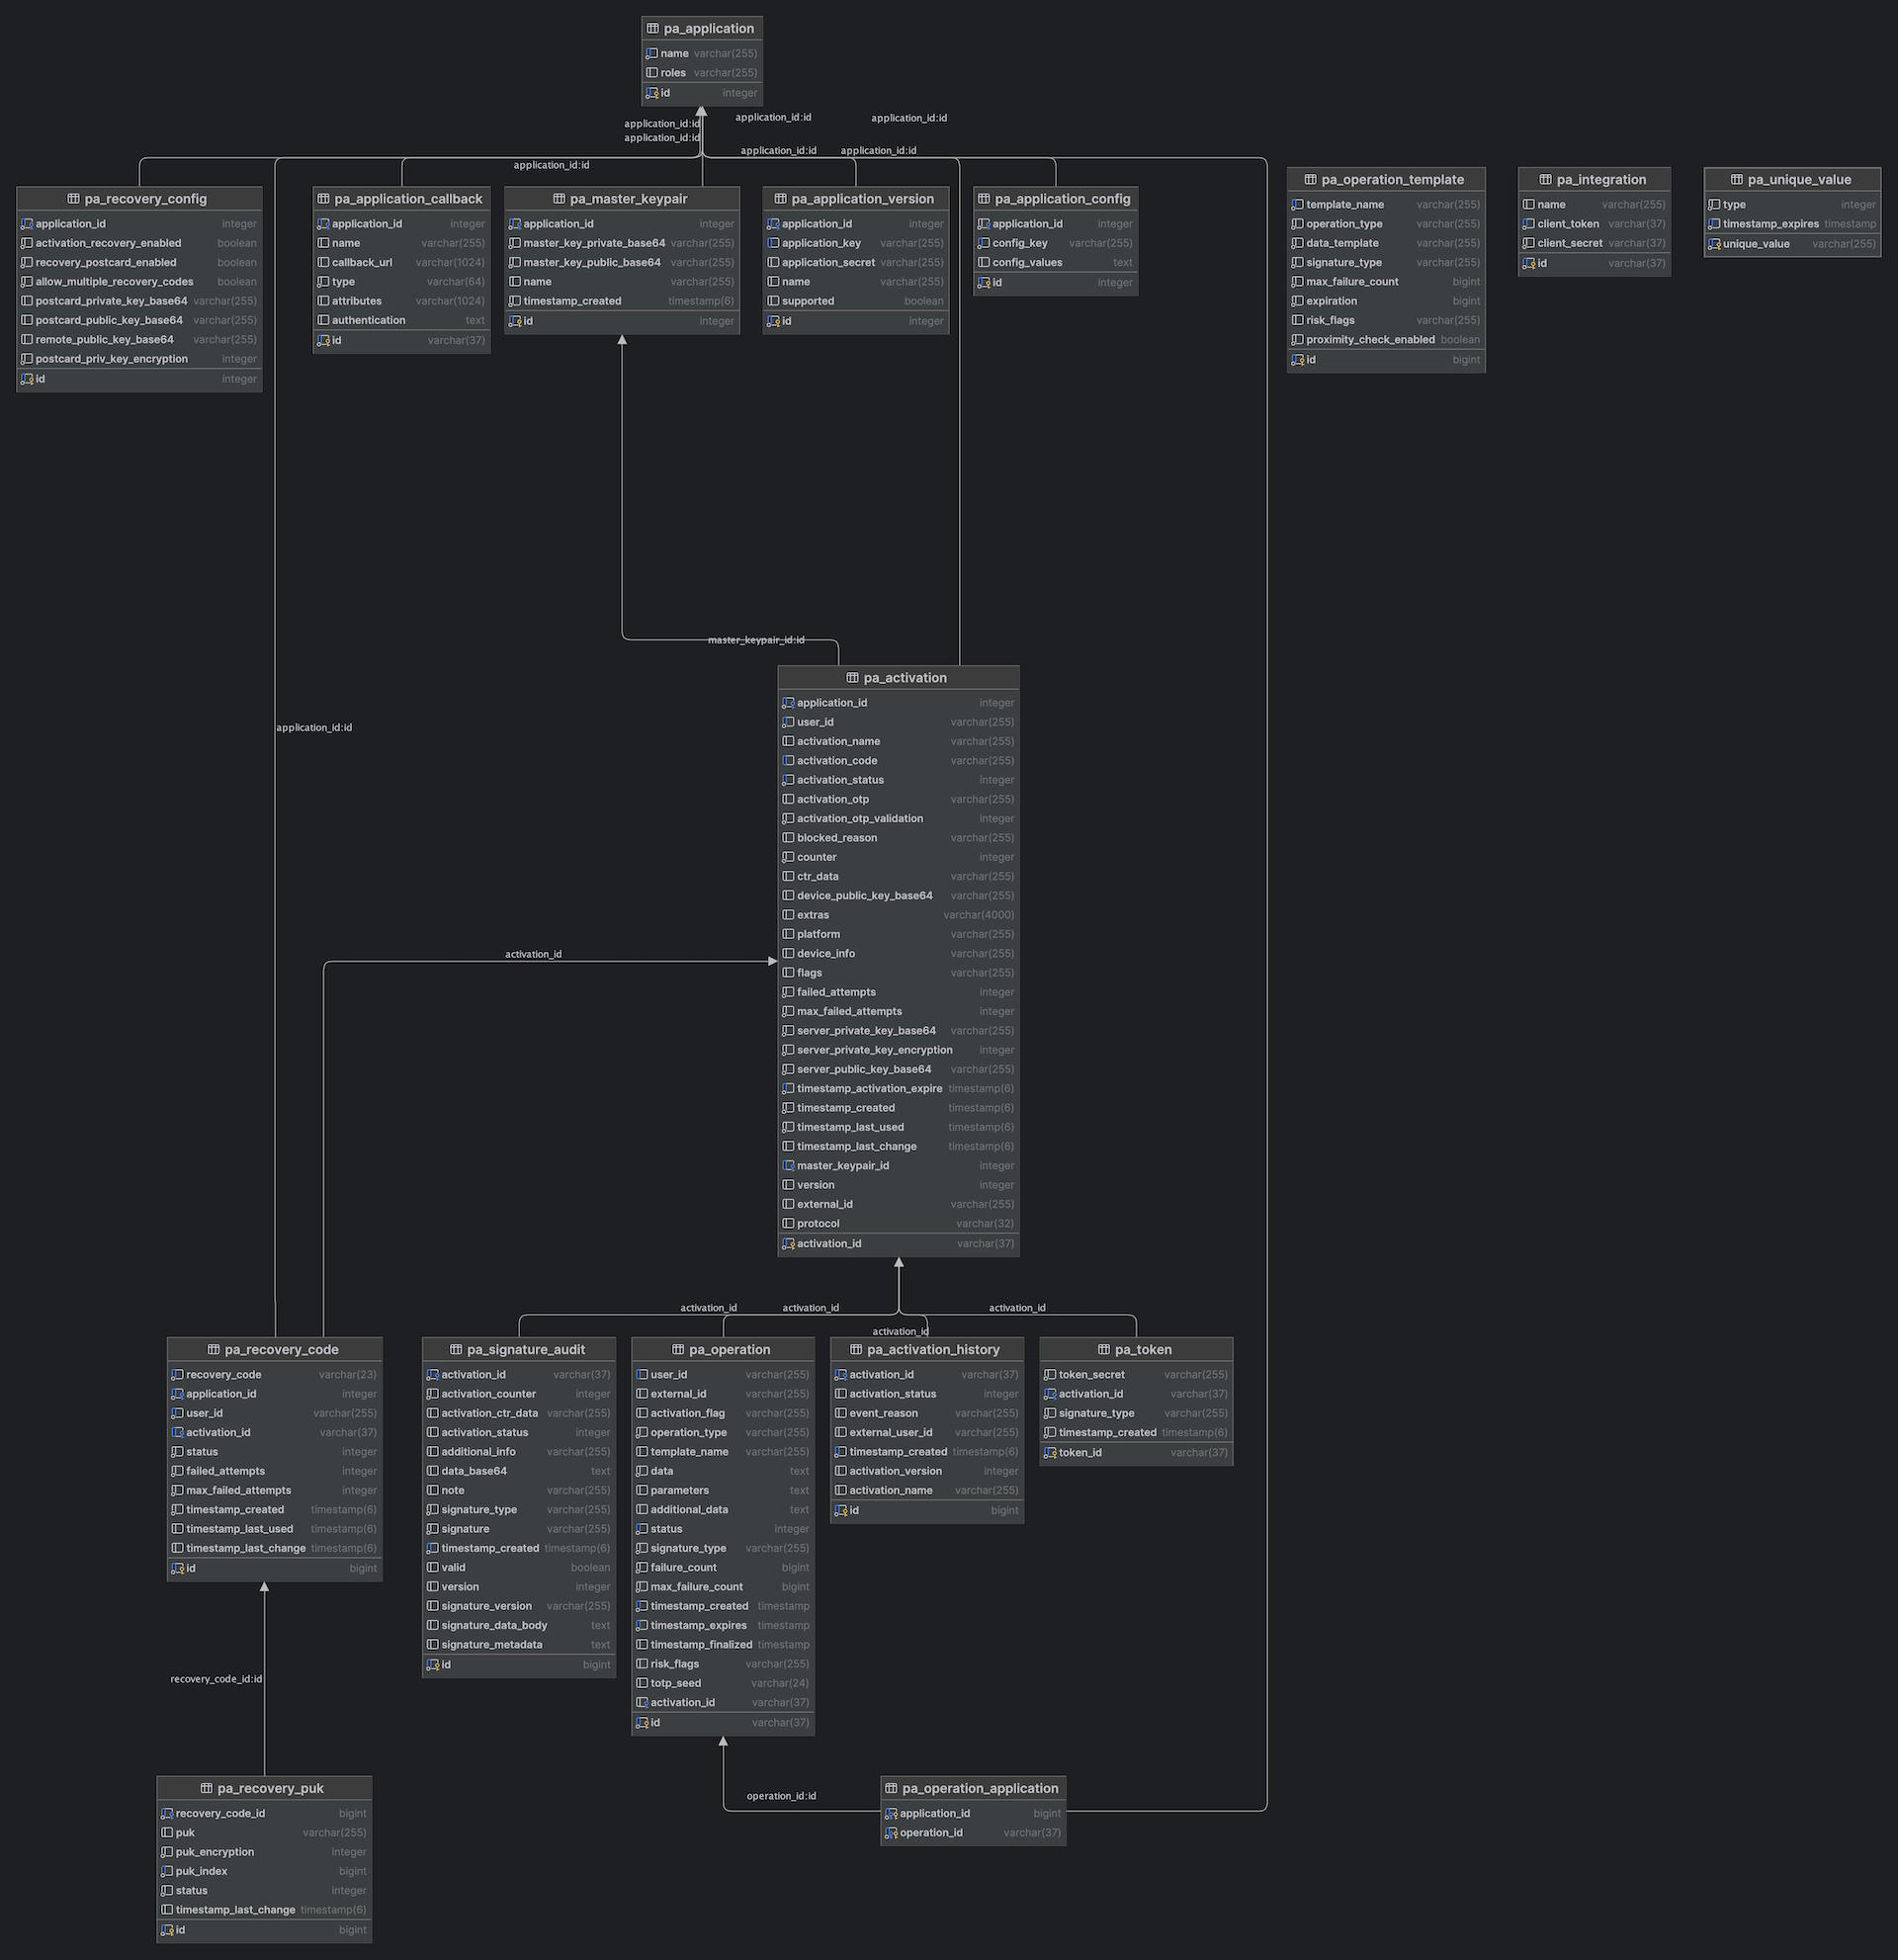 pa_application
name varchar(255)
roles varchar(255)
id integer
application_id:id
application_id:id
application_id:id
application_id:id
application_id:id
application_id:id
application_id:id
pa_recovery_config
application_id integer
activation_recovery_enabled boolean
recovery_postcard_enabled boolean
allow_multiple_recovery_codes boolean
postcard_private_key_base64 varchar(255)
postcard_public_key_base64 varchar(255)
remote_public_key_base64 varchar(255)
postcard_priv_key_encryption integer
id integer
pa_application_callback
application_id integer
name varchar(255)
callback_url varchar(1024)
type varchar(64)
attributes varchar(1024)
authentication text
id varchar(37)
pa_master_keypair
application_id integer
master_key_private_base64 varchar(255)
master_key_public_base64 varchar(255)
name varchar(255)
timestamp_created timestamp(6)
id integer
pa_application_version
application_id integer
application_key varchar(255)
application_secret varchar(255)
name varchar(255)
supported boolean
id integer
pa_application_config
application_id integer
config_key varchar(255)
config_values text
id integer
pa_operation_template
template_name varchar(255)
operation_type varchar(255)
data_template varchar(255)
signature_type varchar(255)
max_failure_count bigint
expiration bigint
risk_flags varchar(255)
proximity_check_enabled boolean
id bigint
pa_integration
name varchar(255)
client_token varchar(37)
client_secret varchar(37)
id varchar(37)
pa_unique_value
type integer
timestamp_expires timestamp
unique_value varchar(255)
master_keypair_id:id
application_id:id
pa_activation
application_id integer
user_id varchar(255)
activation_name varchar(255)
activation_code varchar(255)
activation_status integer
activation_otp varchar(255)
activation_otp_validation integer
blocked_reason varchar(255)
counter integer
ctr_data varchar(255)
device_public_key_base64 varchar(255)
extras varchar(4000)
platform varchar(255)
device_info varchar(255)
flags varchar(255)
failed_attempts integer
max_failed_attempts integer
server_private_key_base64 varchar(255)
server_private_key_encryption integer
server_public_key_base64 varchar(255)
timestamp_activation_expire timestamp(6)
timestamp_created timestamp(6)
timestamp_last_used timestamp(6)
timestamp_last_change timestamp(6)
master_keypair_id integer
version integer
external_id varchar(255)
protocol varchar(32)
activation_id varchar(37)
activation_id
activation_id
activation_id
activation_id
activation_id
pa_recovery_code
recovery_code varchar(23)
application_id integer
user_id varchar(255)
activation_id varchar(37)
status integer
failed_attempts integer
max_failed_attempts integer
timestamp_created timestamp(6)
timestamp_last_used timestamp(6)
timestamp_last_change timestamp(6)
id bigint
pa_signature_audit
activation_id varchar(37)
activation_counter integer
activation_ctr_data varchar(255)
activation_status integer
additional_info varchar(255)
data_base64 text
note varchar(255)
signature_type varchar(255)
signature varchar(255)
timestamp_created timestamp(6)
valid boolean
version integer
signature_version varchar(255)
signature_data_body text
signature_metadata text
id bigint
pa_operation
user_id varchar(255)
external_id varchar(255)
activation_flag varchar(255)
operation_type varchar(255)
template_name varchar(255)
data text
parameters text
additional_data text
status integer
signature_type varchar(255)
failure_count bigint
max_failure_count bigint
timestamp_created timestamp
timestamp_expires timestamp
timestamp_finalized timestamp
risk_flags varchar(255)
totp_seed varchar(24)
activation_id varchar(37)
id varchar(37)
pa_activation_history
activation_id varchar(37)
activation_status integer
event_reason varchar(255)
external_user_id varchar(255)
timestamp_created timestamp(6)
activation_version integer
activation_name varchar(255)
id bigint
pa_token
token_secret varchar(255)
activation_id varchar(37)
signature_type varchar(255)
timestamp_created timestamp(6)
token_id varchar(37)
recovery_code_id:id
operation_id:id
pa_recovery_puk
recovery_code_id bigint
puk varchar(255)
puk_encryption integer
puk_index bigint
status integer
timestamp_last_change timestamp(6)
id bigint
pa_operation_application
application_id bigint
operation_id varchar(37)